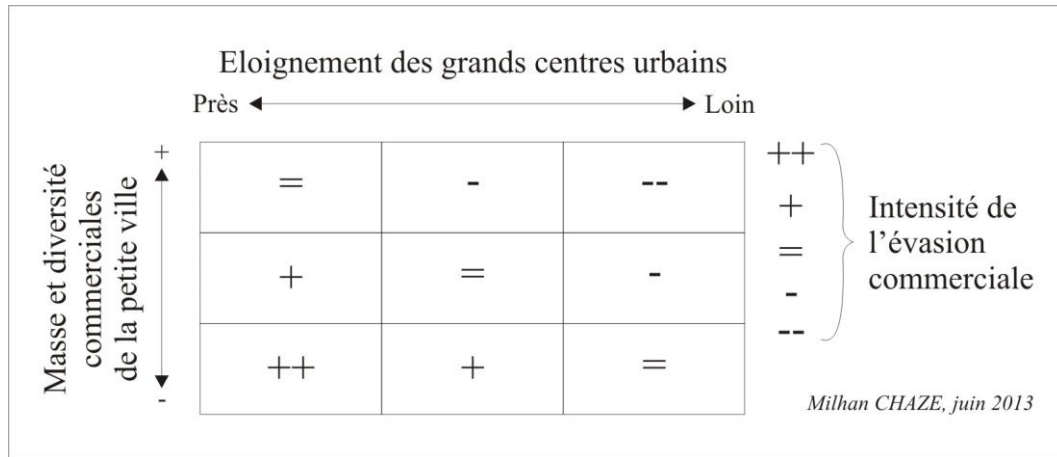 Eloignement des grands centres urbains
Près Loin
Masse et diversité
commerciales
de la petite ville
+
-
= - --
+ = -
++ + =
++
+
=
-
--
Intensité de
l’évasion
commerciale
Milhan CHAZE, juin 2013